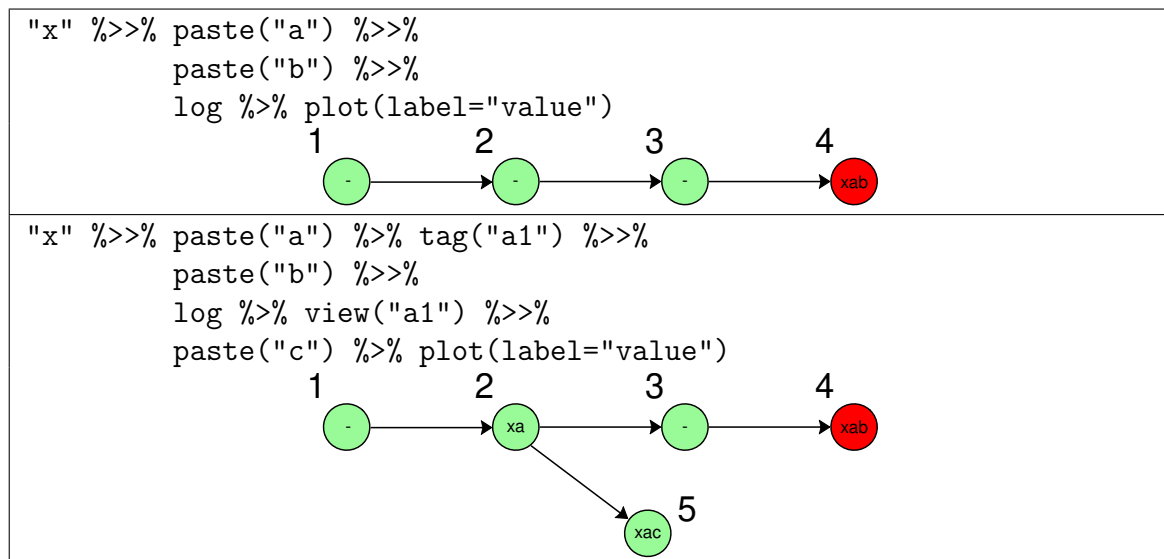 "x" %>>% paste("a") %>>%
paste("b") %>>%
log %>% plot(label="value")
1 2 3 4
- - - xab
"x" %>>% paste("a") %>% tag("a1") %>>%
paste("b") %>>%
log %>% view("a1") %>>%
paste("c") %>% plot(label="value")
1 2 3 4
- xa - xab
xac 5